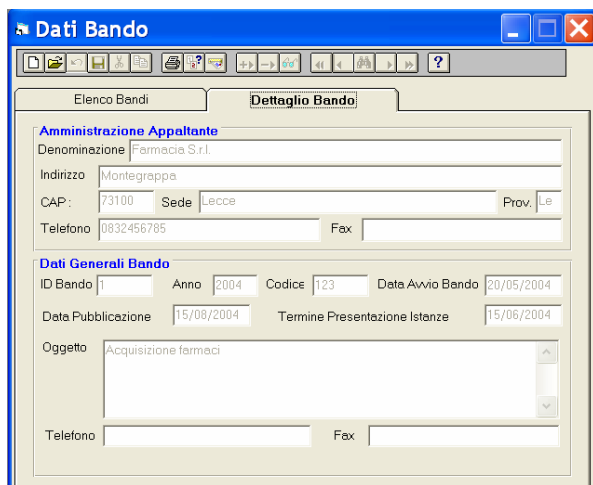 Dati Bando
?
Elenco Bandi Dettaglio Bando
Amministrazione Appaltante
Denominazione Farmacia S.r.l.
Indirizzo Montegrappa
CAP: 73100 Sede Lecce Prov. Le
Telefono 0832456785 Fax
Dati Generali Bando
ID Bando 1 Anno 2004 Codice 123 Data Avvio Bando 20/05/2004
Data Pubblicazione 15/08/2004 Termine Presentazione Istanze 15/06/2004
Oggetto Acquisizione farmaci
Telefono Fax